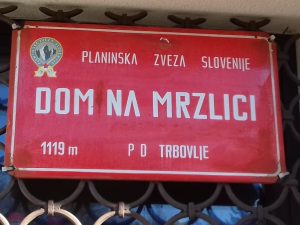 PLANINSKA ZVEZA SLOVENIJE
DOM NA MRZLICI
1119 m P D TRBOVLJE